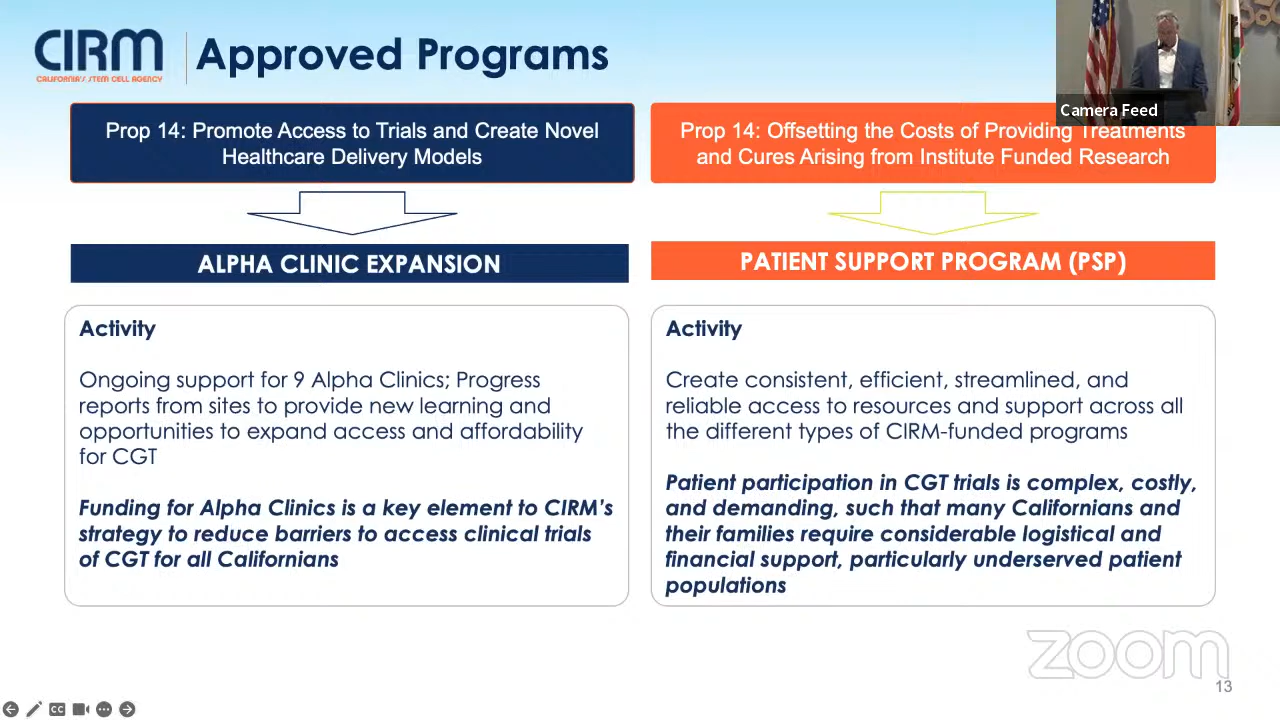 CIRM
CALIFORNIA'S STEM CELL AGENCY
Approved Programs
Camera Feed
Prop 14: Promote Access to Trials and Create Novel
Healthcare Delivery Models
Prop 14: Offsetting the Costs of Providing Treatments
and Cures Arising from Institute Funded Research
ALPHA CLINIC EXPANSION
PATIENT SUPPORT PROGRAM (PSP)
Activity
Ongoing support for 9 Alpha Clinics; Progress
reports from sites to provide new learning and
opportunities to expand access and affordability
for CGT
Funding for Alpha Clinics is a key element to CIRM's
strategy to reduce barriers to access clinical trials
of CGT for all Californians
Activity
Create consistent, efficient, streamlined, and
reliable access to resources and support across all
the different types of CIRM-funded programs
Patient participation in CGT trials is complex, costly,
and demanding, such that many Californians and
their families require considerable logistical and
financial support, particularly underserved patient
populations
zoom
13
CC